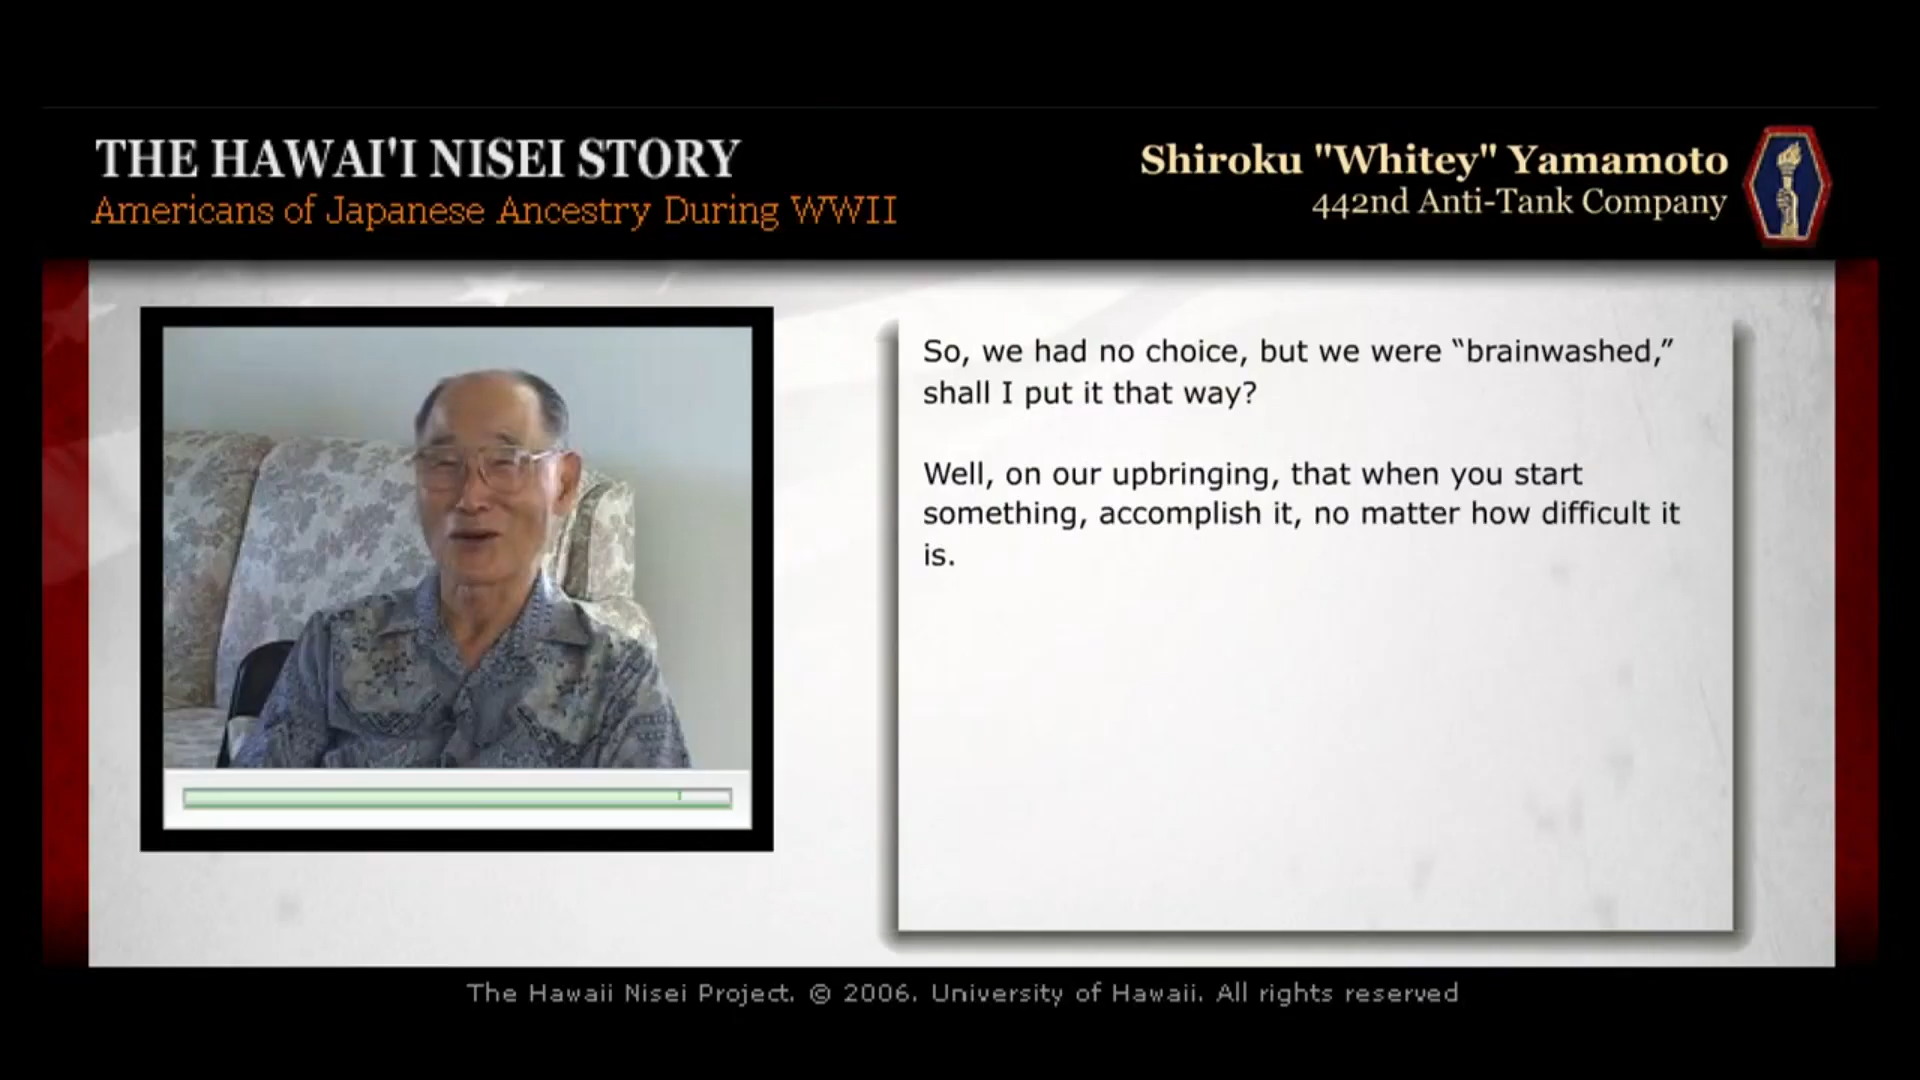 THE HAWAI'I NISEI STORY
Americans of Japanese Ancestry During WWII
Shiroku "Whitey" Yamamoto
442nd Anti-Tank Company
So, we had no choice, but we were “brainwashed,”
shall I put it that way?
Well, on our upbringing, that when you start
something, accomplish it, no matter how difficult it
is.
The Hawaii Nisei Project. © 2006. University of Hawaii. All rights reserved